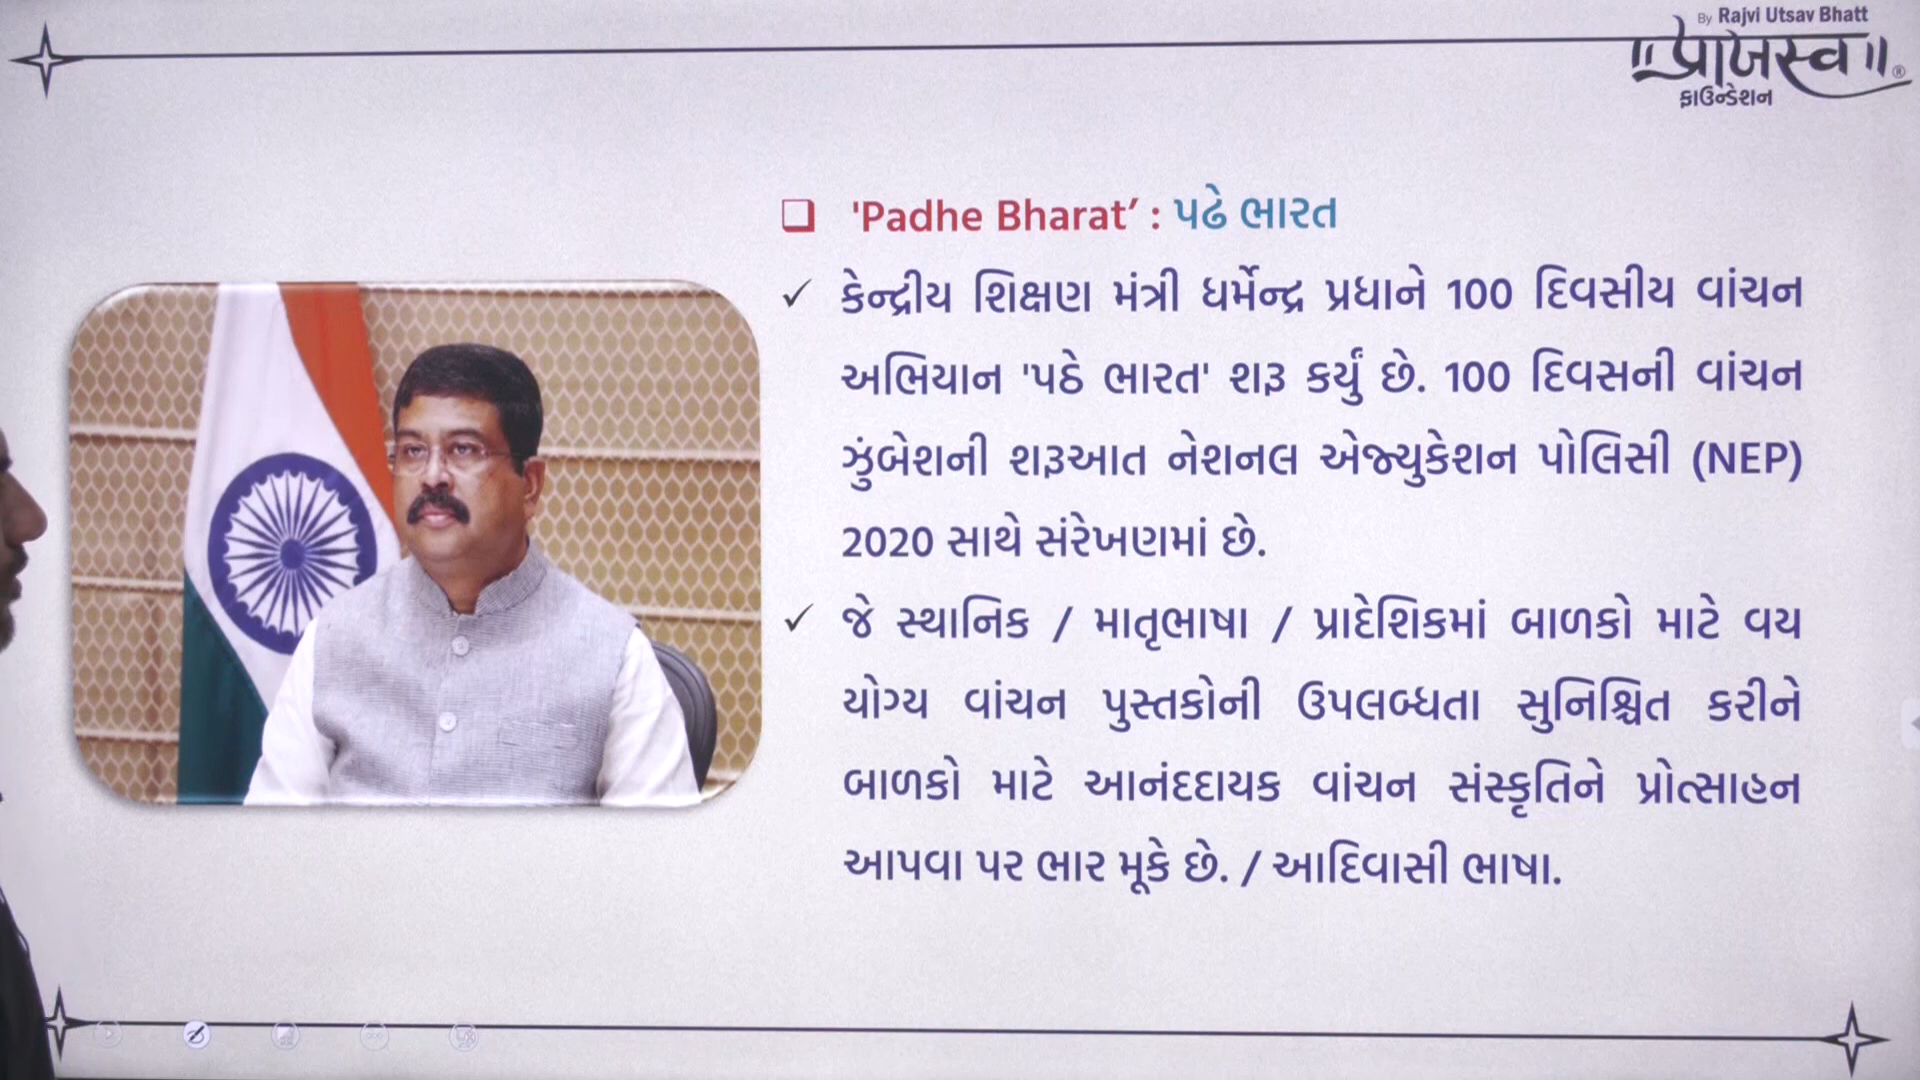 By Rajvi Utsav Bhatt
॥પ્રાજસ્વ॥®
ફાઉન્ડેશન
'Padhe Bharat’ : પઢે ભારત
કેન્દ્રીય શિક્ષણ મંત્રી ધર્મેન્દ્ર પ્રધાને 100 દિવસીય વાંચન
અભિયાન 'પઠે ભારત' શરૂ કર્યું છે. 100 દિવસની વાંચન
ઝુંબેશની શરૂઆત નેશનલ એજ્યુકેશન પોલિસી (NEP)
2020 સાથે સંરેખણમાં છે.
જે સ્થાનિક / માતૃભાષા / પ્રાદેશિકમાં બાળકો માટે વય
યોગ્ય વાંચન પુસ્તકોની ઉપલબ્ધતા સુનિશ્ચિત કરીને
બાળકો માટે આનંદદાયક વાંચન સંસ્કૃતિને પ્રોત્સાહન
આપવા પર ભાર મૂકે છે. / આદિવાસી ભાષા.